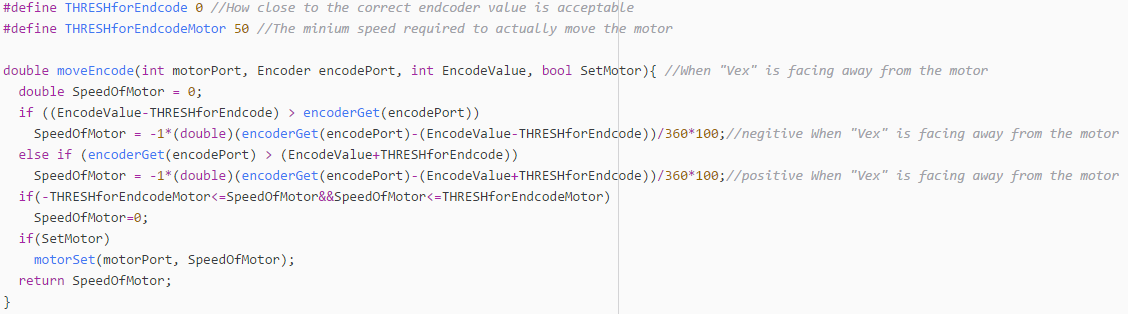 #define THRESHforEndcode 0 //How close to the correct endcoder value is acceptable
#define THRESHforEndcodeMotor 50 //The minium speed required to actually move the motor

double moveEncode(int motorPort, Encoder encodePort, int EncodeValue, bool SetMotor){ //When "Vex" is facing away from the motor
  double SpeedOfMotor = 0;
  if ((EncodeValue-THRESHforEndcode) > encoderGet(encodePort))
    SpeedOfMotor = -1*(double)(encoderGet(encodePort)-(EncodeValue-THRESHforEndcode))/360*100;//negitive When "Vex" is facing away from the motor
  else if (encoderGet(encodePort) > (EncodeValue+THRESHforEndcode))
    SpeedOfMotor = -1*(double)(encoderGet(encodePort)-(EncodeValue+THRESHforEndcode))/360*100;//positive When "Vex" is facing away from the motor
  if(-THRESHforEndcodeMotor<=SpeedOfMotor&&SpeedOfMotor<=THRESHforEndcodeMotor)
    SpeedOfMotor=0;
  if(SetMotor)
    motorSet(motorPort, SpeedOfMotor);
  return SpeedOfMotor;
}